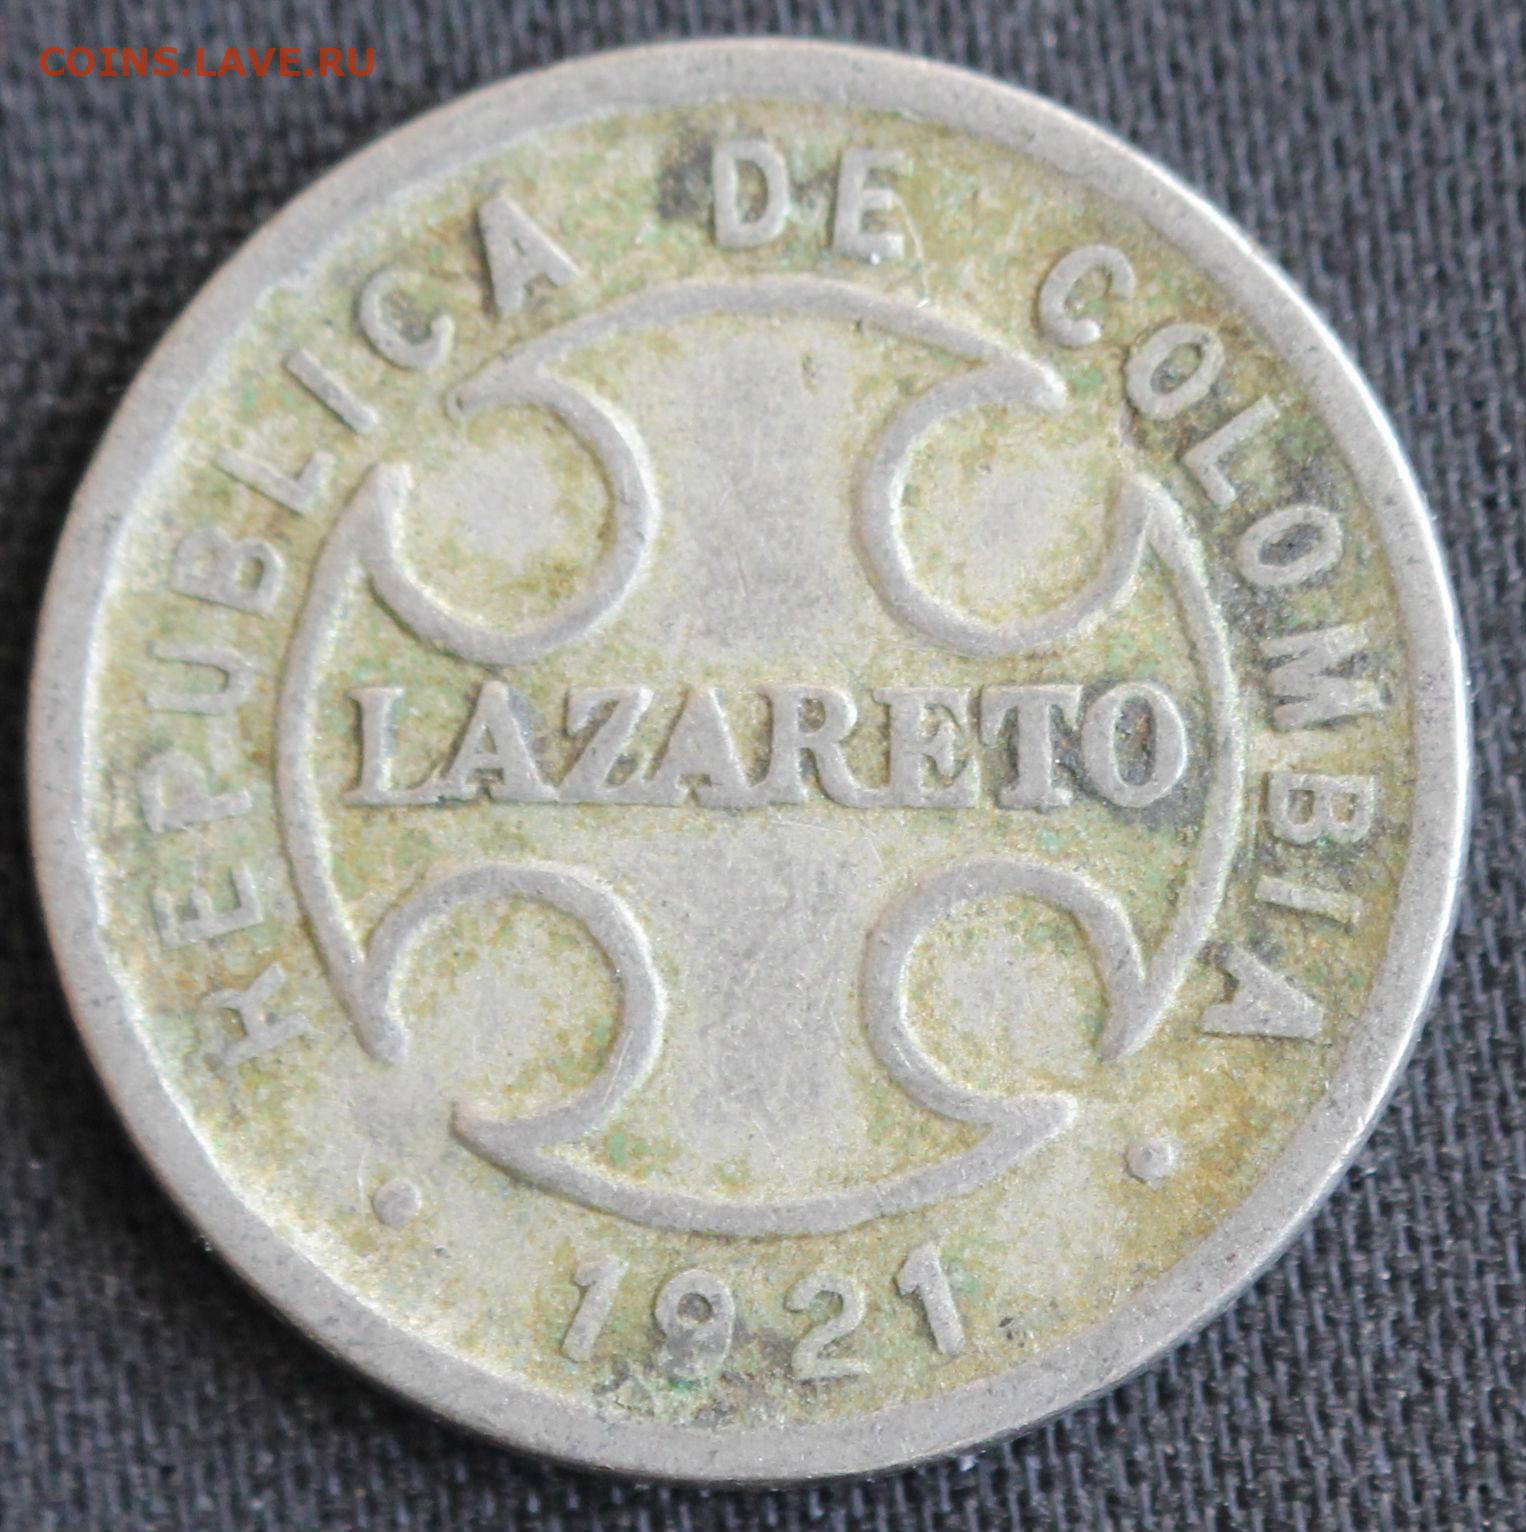 COINS.LAVE.RU
REPUBLICA DE COLOMBIA
LAZARETO
· 1921 ·